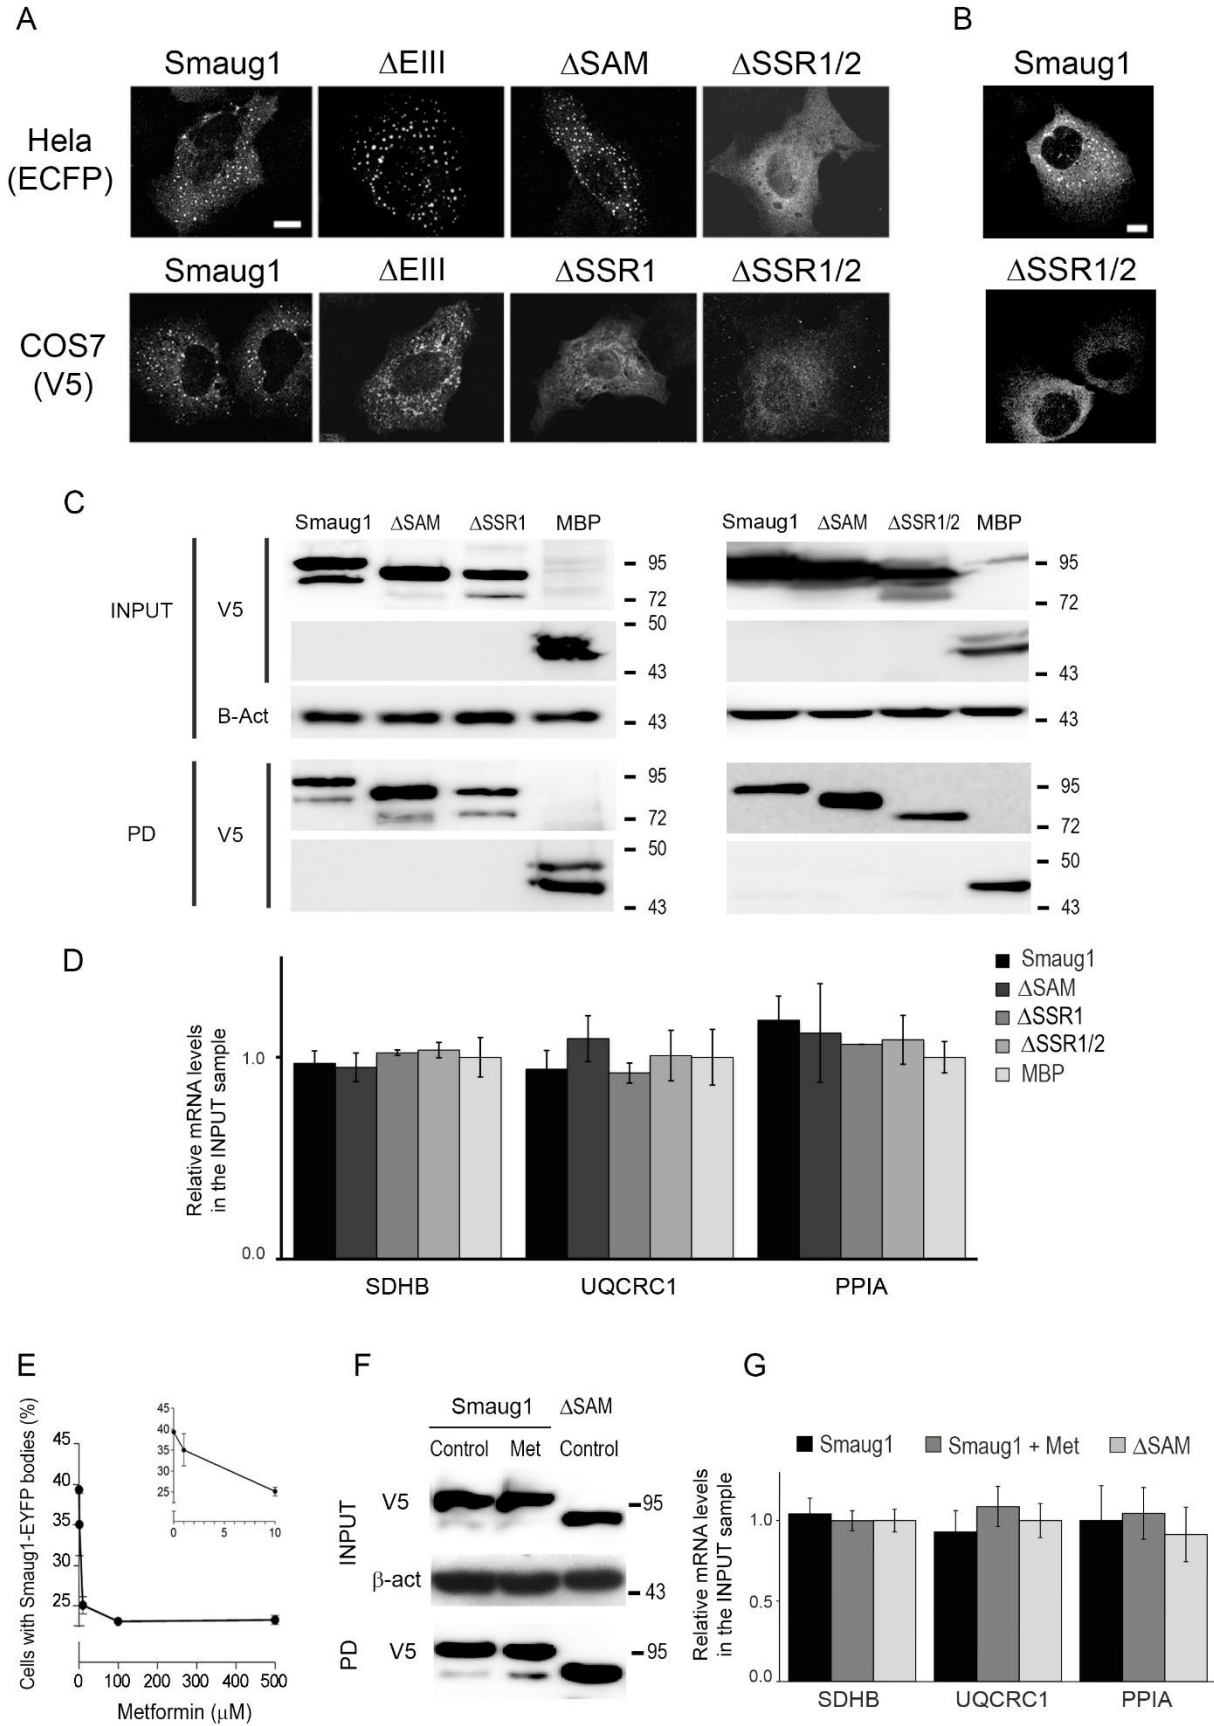 A
B
Smaug1 ΔEIII ΔSAM ΔSSR1/2 Smaug1
Hela
(ECFP)
Smaug1 ΔEIII ΔSSR1 ΔSSR1/2 ΔSSR1/2
COS7
(V5)
C
Smaug1 ΔSAM ΔSSR1 MBP Smaug1 ΔSAM ΔSSR1/2 MBP
95 95
INPUT V5
72 72
50 50
43 43
B-Act 43 43
95 95
PD V5
72 72
50 50
43 43
D
Relative mRNA levels
in the INPUT sample
1.0
0.0
SDHB UQCRC1 PPIA
Smaug1
ΔSAM
ΔSSR1
ΔSSR1/2
MBP
E
Cells with Smaug1-EYFP bodies (%)
45
40
35
30
25
0 100 200 300 400 500
Metformin (μM)
45
40
35
30
25
0 5 10
F
Smaug1 ΔSAM
Control Met Control
INPUT
V5 95
β-act 43
PD
V5 95
G
Smaug1 Smaug1 + Met ΔSAM
Relative mRNA levels
in the INPUT sample
1.0
0.5
0.0
SDHB UQCRC1 PPIA